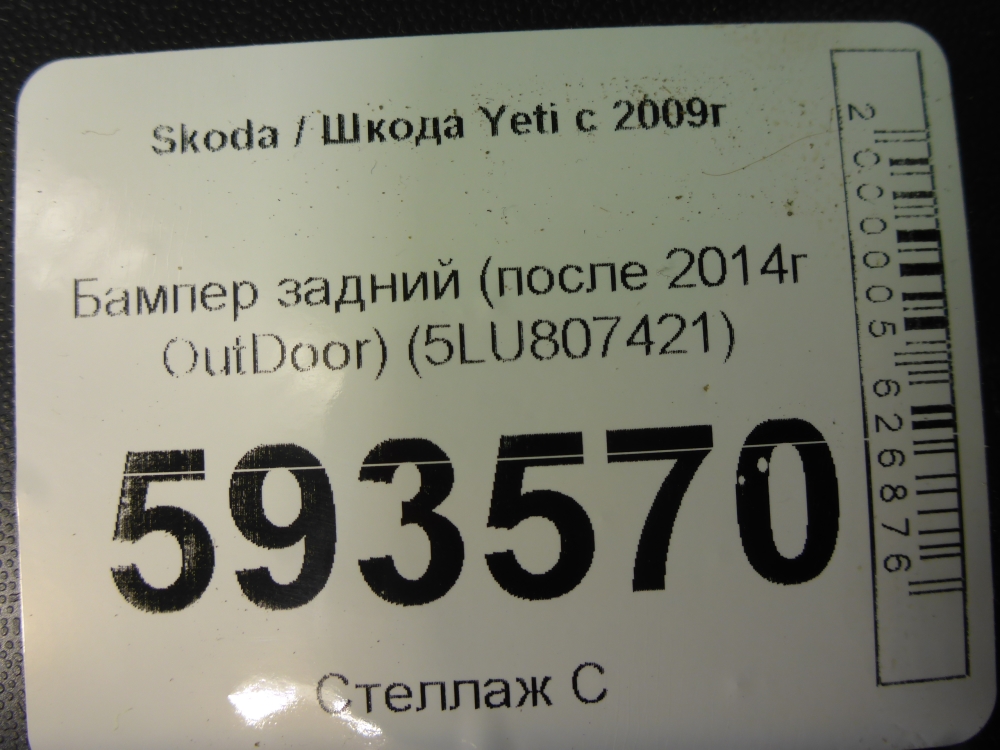 Skoda / Шкода Yeti с 2009г
Бампер задний (после 2014г
OutDoor) (5LU807421)
593570
Стеллаж С
2000005626876